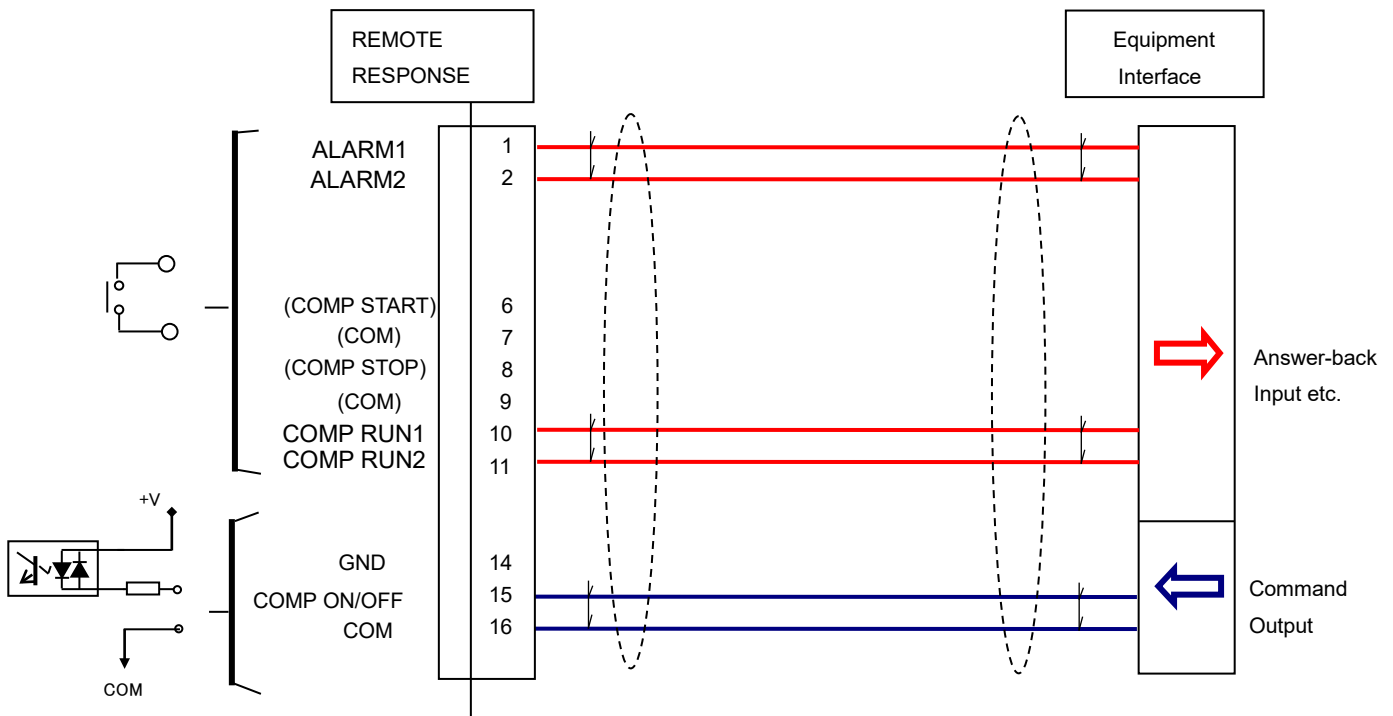 REMOTE
RESPONSE
Equipment
Interface
ALARM1 1
ALARM2 2
(COMP START) 6
(COM) 7
(COMP STOP) 8
(COM) 9
COMP RUN1 10
COMP RUN2 11
Answer-back
Input etc.
+V
GND 14
COMP ON/OFF 15
COM 16
COM
Command
Output